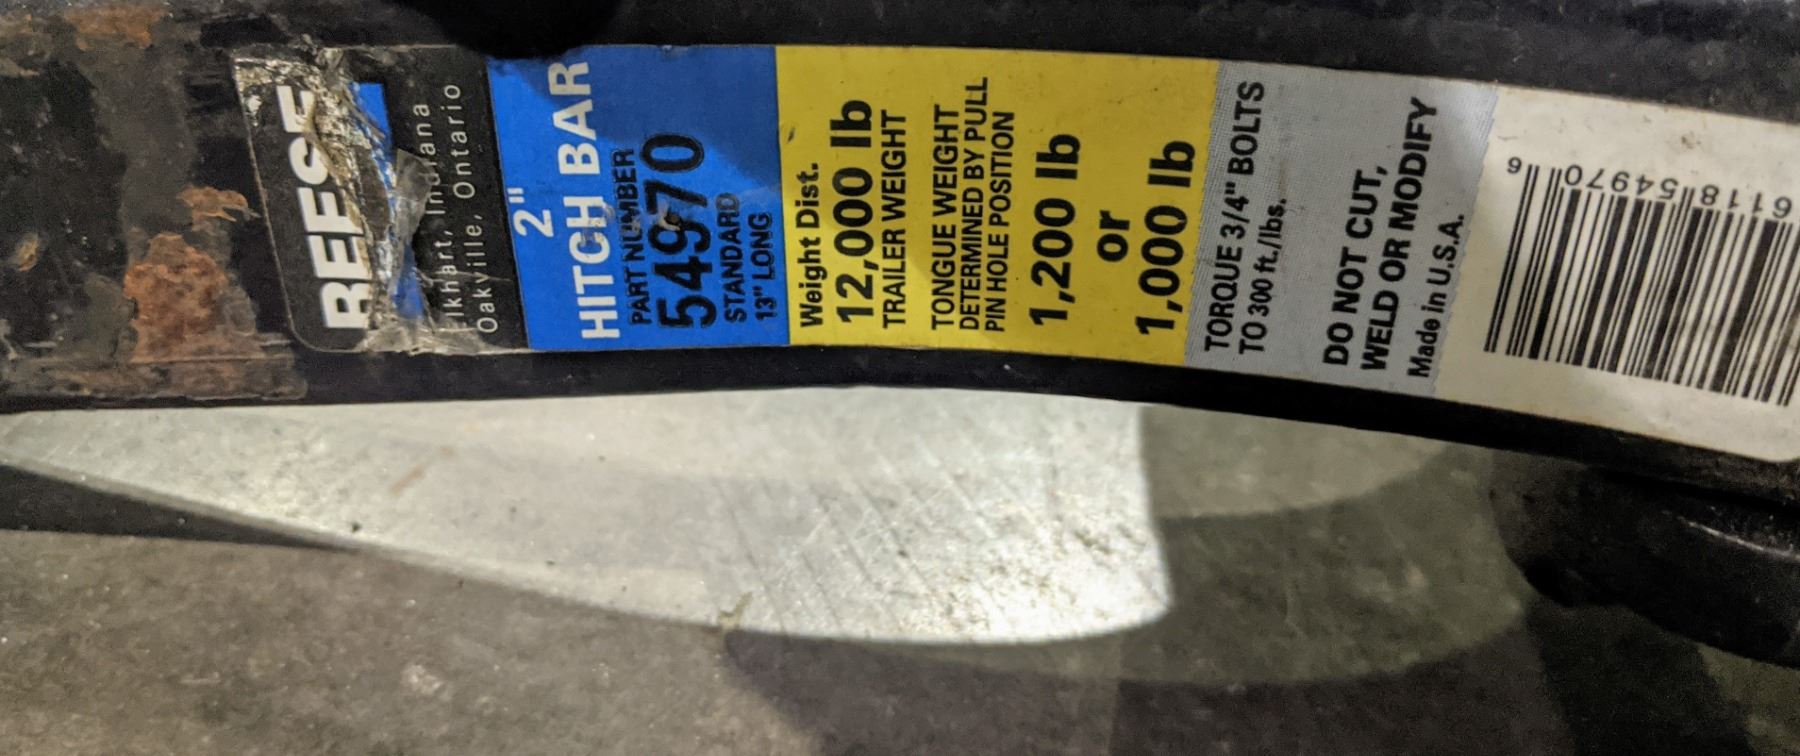 REESE
Elkhart, Indiana
Oakville, Ontario
2"
HITCH BAR
PART NUMBER
54970
STANDARD
13" LONG
Weight Dist.
12,000 lb
TRAILER WEIGHT
TONGUE WEIGHT
DETERMINED BY PULL
PIN HOLE POSITION
1,200 lb
or
1,000 lb
TORQUE 3/4" BOLTS
TO 300 ft./lbs.
DO NOT CUT,
WELD OR MODIFY
Made in U.S.A.
6118 54970 6